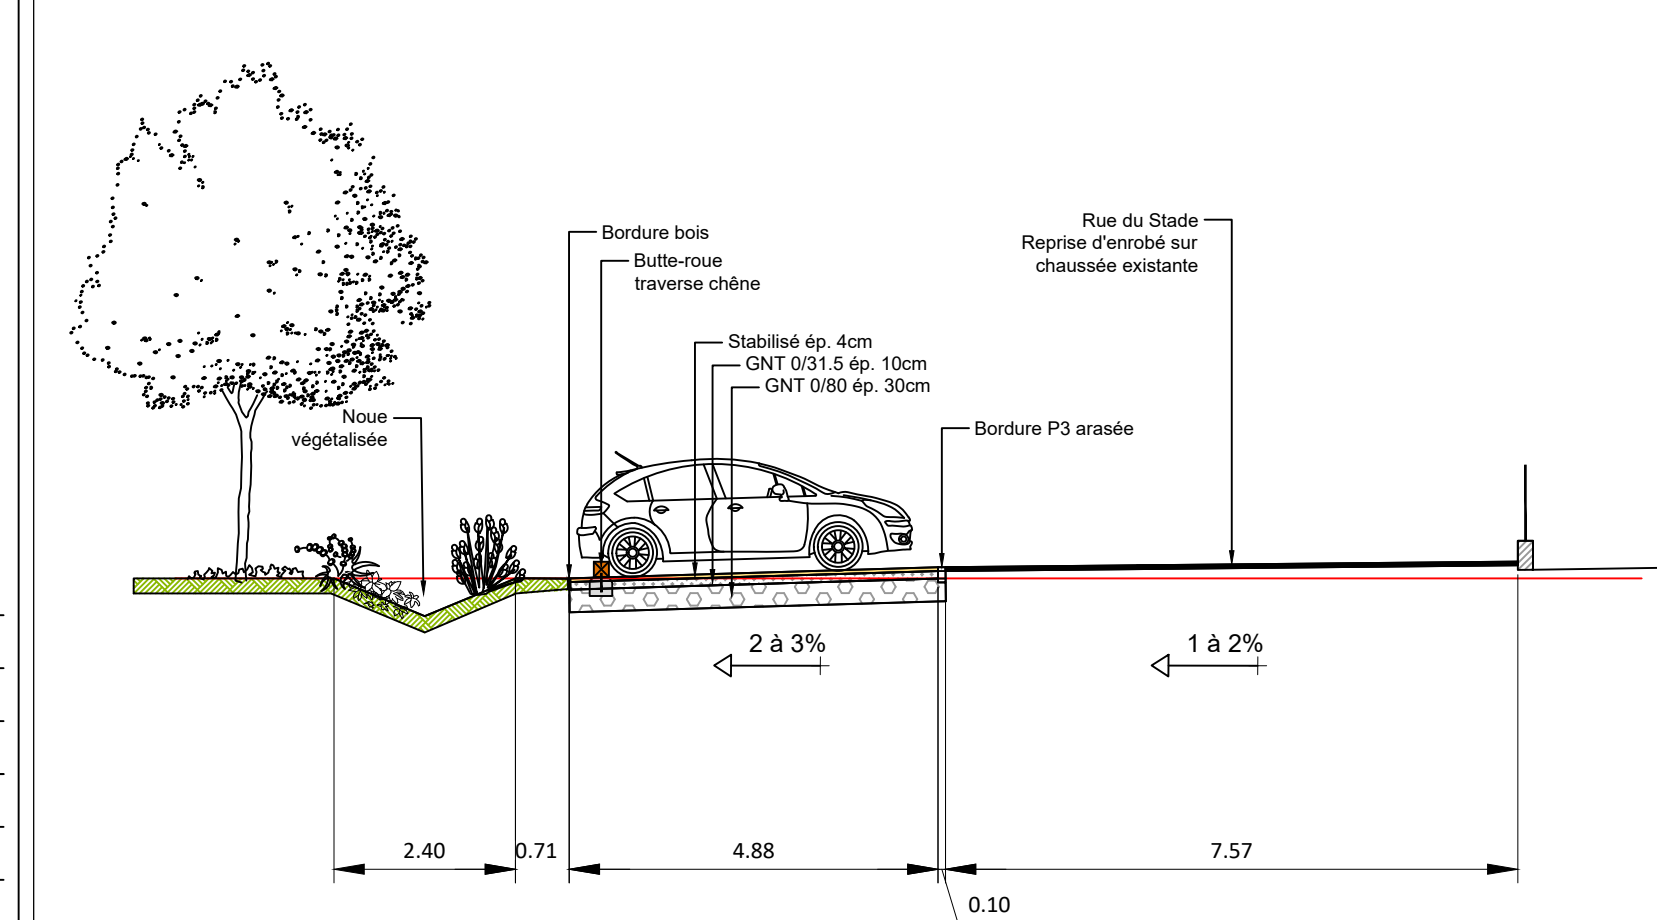 Rue du Stade
Reprise d'enrobé sur
chaussée existante
Bordure bois
Butte-roue
traverse chêne
Stabilisé ép. 4cm
GNT 0/31.5 ép. 10cm
GNT 0/80 ép. 30cm
Noue
végétalisée
Bordure P3 arasée
2 à 3%
1 à 2%
2.40
0.71
4.88
7.57
0.10